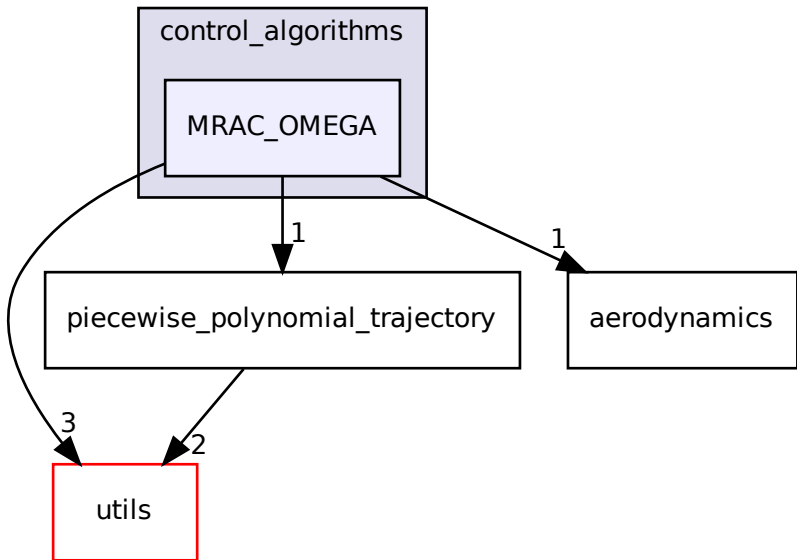 control_algorithms
MRAC_OMEGA
1
1
piecewise_polynomial_trajectory
aerodynamics
3
2
utils